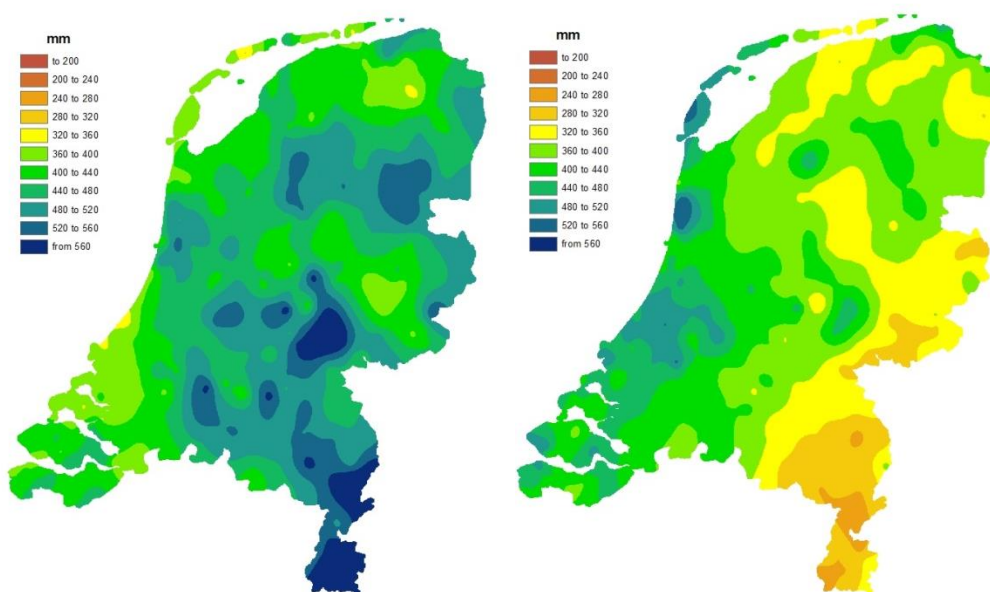 mm
to 200
200 to 240
240 to 280
280 to 320
320 to 360
360 to 400
400 to 440
440 to 480
480 to 520
520 to 560
from 560
mm
to 200
200 to 240
240 to 280
280 to 320
320 to 360
360 to 400
400 to 440
440 to 480
480 to 520
520 to 560
from 560